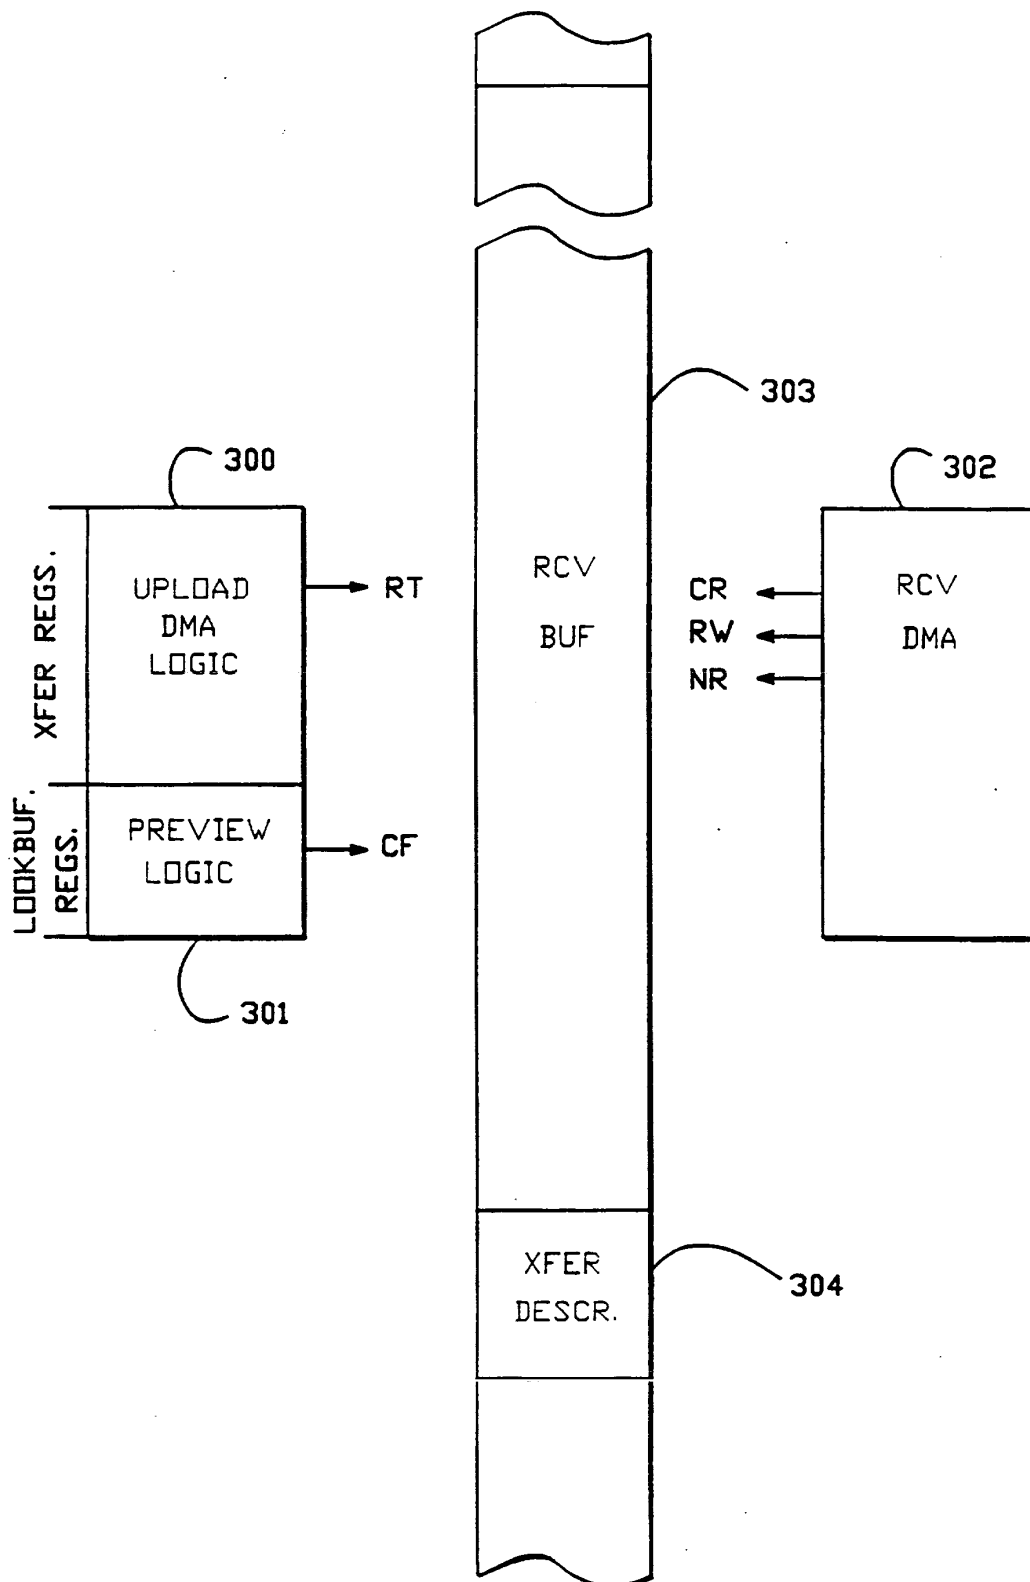 303
300
302
XFER REGS.
UPLOAD
DMA
LOGIC
RT
RCV
BUF
CR
RW
NR
RCV
DMA
LOOKBUF.
REGS.
PREVIEW
LOGIC
CF
301
XFER
DESCR.
304